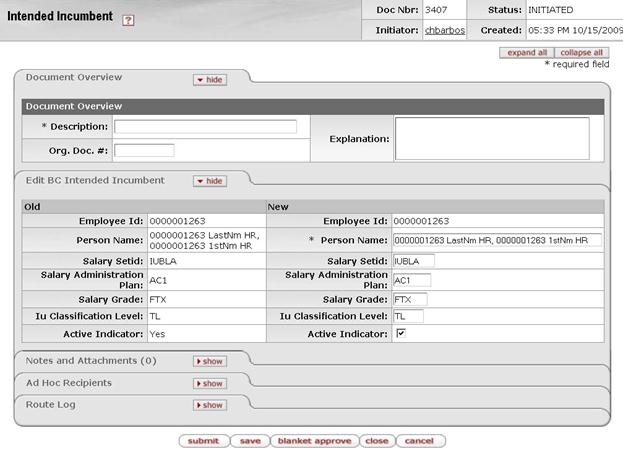 Intended Incumbent ?
Doc Nbr: 3407 Status: INITIATED
Initiator: chbarbos Created: 05:33 PM 10/15/2009
expand all collapse all
* required field
Document Overview hide
Document Overview
* Description: Explanation:
Org. Doc. #:
Edit BC Intended Incumbent hide
Old New
Employee Id: 0000001263 Employee Id: 0000001263
Person Name: 0000001263 LastNm HR, 0000001263 1stNm HR * Person Name: 0000001263 LastNm HR, 0000001263 1stNm HR
Salary Setid: IUBLA Salary Setid: IUBLA
Salary Administration Plan: AC1 Salary Administration Plan: AC1
Salary Grade: FTX Salary Grade: FTX
Iu Classification Level: TL Iu Classification Level: TL
Active Indicator: Yes Active Indicator:
Notes and Attachments (0) show
Ad Hoc Recipients show
Route Log show
submit save blanket approve close cancel